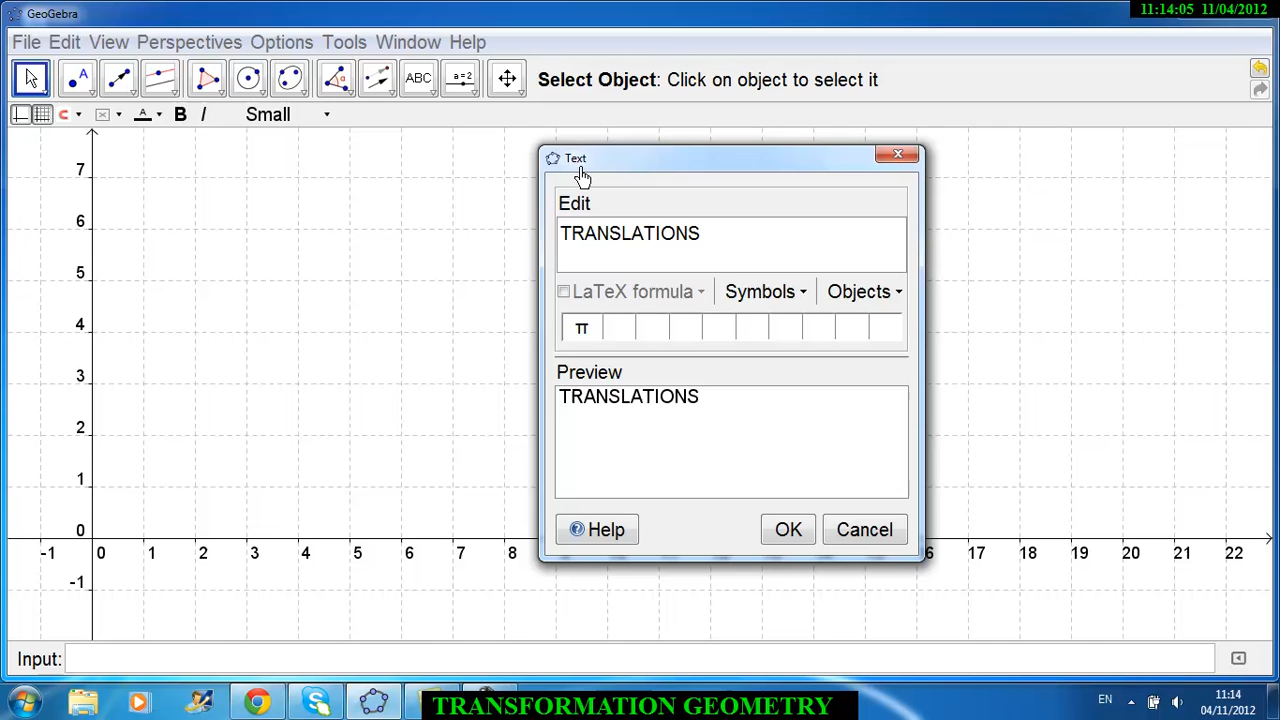 GeoGebra
11:14:05 11/04/2012
File Edit View Perspectives Options Tools Window Help
A
ABC
a=2
Select Object: Click on object to select it
A B I Small
Text
Edit
TRANSLATIONS
LaTeX formula Symbols Objects
π
Preview
TRANSLATIONS
Help OK Cancel
7
6
5
4
3
2
1
0
-1 0 1 2 3 4 5 6 7 8 6 17 18 19 20 21 22
-1
Input:
EN
11:14
04/11/2012
TRANSFORMATION GEOMETRY